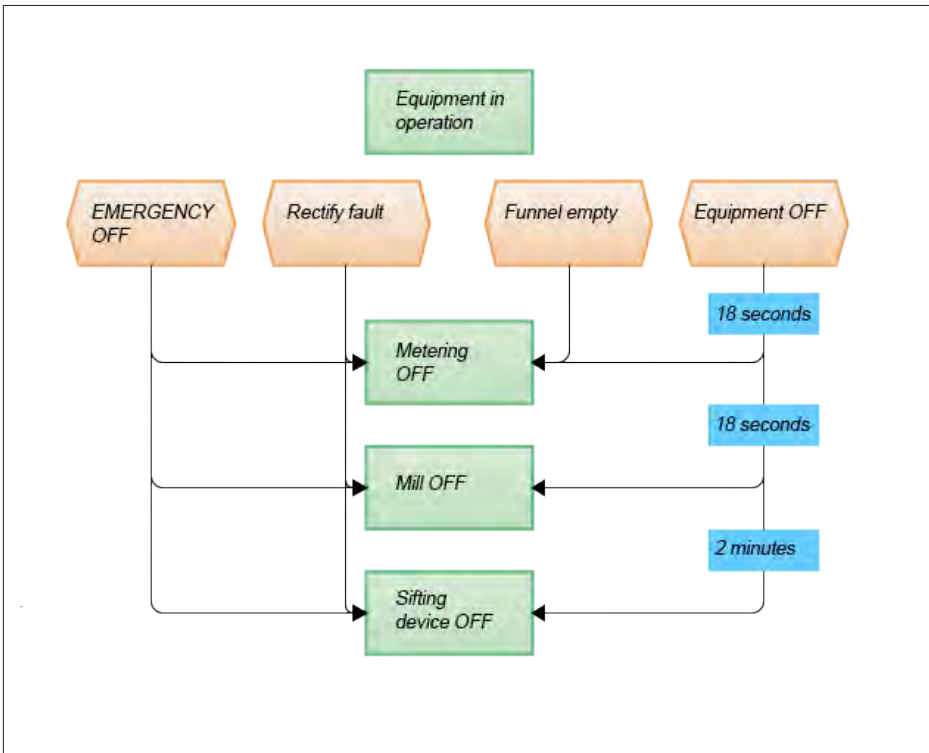 Equipment in
operation
EMERGENCY
OFF
Rectify fault
Funnel empty
Equipment OFF
18 seconds
Metering
OFF
18 seconds
Mill OFF
2 minutes
Sifting
device OFF